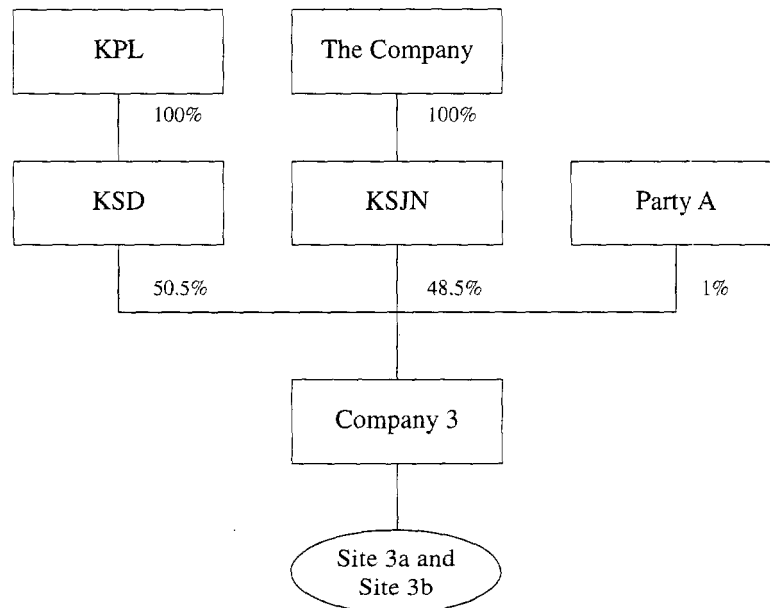 KPL
The Company
100%
100%
KSD
KSJN
Party A
50.5%
48.5%
1%
Company 3
Site 3a and
Site 3b